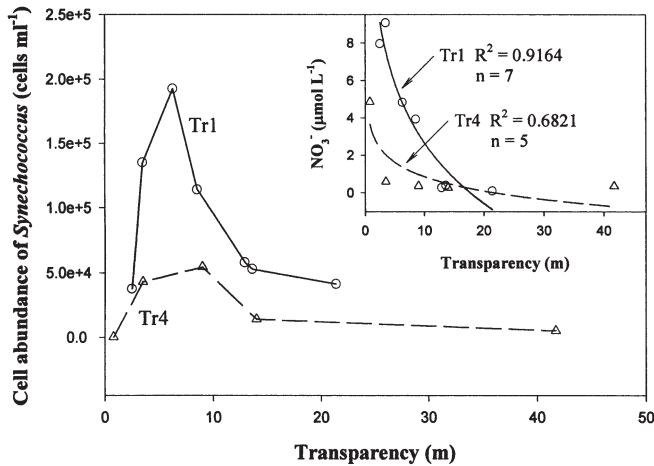 Cell abundance of Synechococcus (cells ml⁻¹)
2.5e+5
2.0e+5
1.5e+5
1.0e+5
5.0e+4
0.0
Tr1
Tr4
0 10 20 30 40 50
Transparency (m)
NO₃⁻ (μmol L⁻¹)
8
6
4
2
0
Tr1 R² = 0.9164
n = 7
Tr4 R² = 0.6821
n = 5
0 10 20 30 40
Transparency (m)